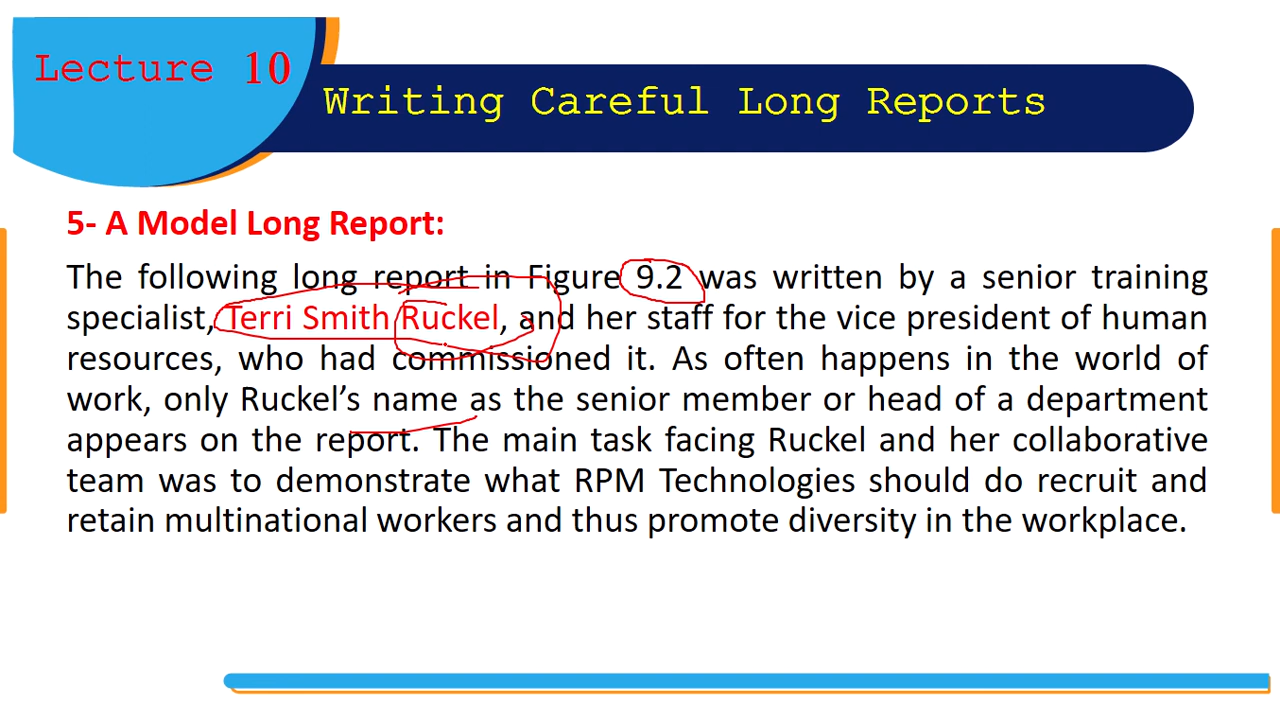 Lecture 10
Writing Careful Long Reports
5- A Model Long Report:
The following long report in Figure 9.2 was written by a senior training
specialist, Terri Smith Ruckel, and her staff for the vice president of human
resources, who had commissioned it. As often happens in the world of
work, only Ruckel’s name as the senior member or head of a department
appears on the report. The main task facing Ruckel and her collaborative
team was to demonstrate what RPM Technologies should do recruit and
retain multinational workers and thus promote diversity in the workplace.